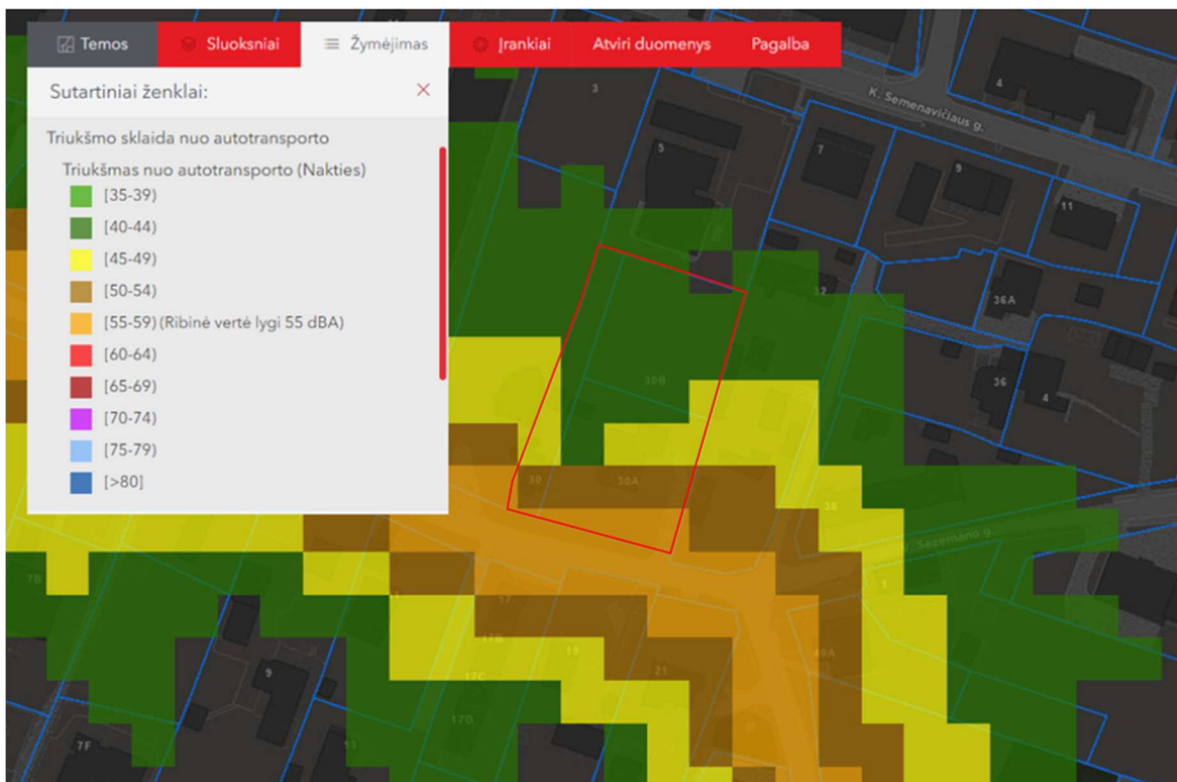 Temos Sluoksniai Žymėjimas Įrankiai Atviri duomenys Pagalba
Sutartiniai ženklai:
Triukšmo sklaida nuo autotransporto
Triukšmas nuo autotransporto (Nakties)
[35-39)
[40-44)
[45-49)
[50-54)
[55-59) (Ribinė vertė lygi 55 dBA)
[60-64)
[65-69)
[70-74)
[75-79)
[>80]
K. Semenavičiaus g.
3
4
5
7
9
11
32
36A
30B
36
4
30
30A
38
Sezemano g.
7B
1
17
17B
19
40A
21
9
17C
17D
7F
13